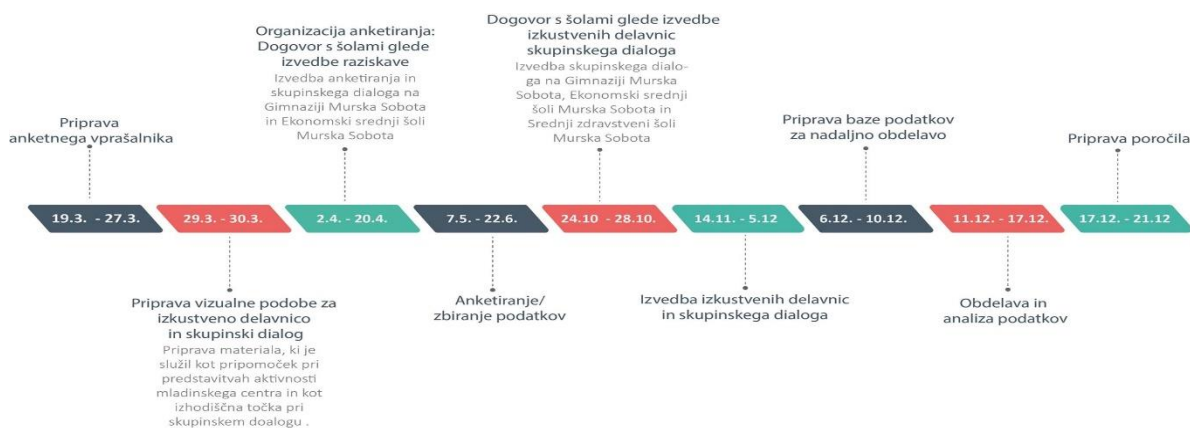 Priprava
anketnega vprašalnika
19.3. - 27.3.
29.3. - 30.3.
Priprava vizualne podobe za
izkustveno delavnico
in skupinski dialog
Priprava materiala, ki je
služil kot pripomoček pri
predstavitvah aktivnosti
mladinskega centra in kot
izhodiščna točka pri
skupinskem doalogu .
Organizacija anketiranja:
Dogovor s šolami glede
izvedbe raziskave
Izvedba anketiranja in
skupinskega dialoga na
Gimnaziji Murska Sobota
in Ekonomski srednji šoli
Murska Sobota
2.4. - 20.4.
7.5. - 22.6.
Anketiranje/
zbiranje podatkov
Dogovor s šolami glede izvedbe
izkustvenih delavnic
skupinskega dialoga
Izvedba skupinskega dialo-
ga na Gimnaziji Murska
Sobota, Ekonomski srednji
šoli Murska Sobota in
Srednji zdravstveni šoli
Murska Sobota
24.10 - 28.10.
14.11. - 5.12
Izvedba izkustvenih delavnic
in skupinskega dialoga
Priprava baze podatkov
za nadaljno obdelavo
6.12. - 10.12.
11.12. - 17.12.
Obdelava in
analiza podatkov
Priprava poročila
17.12. - 21.12